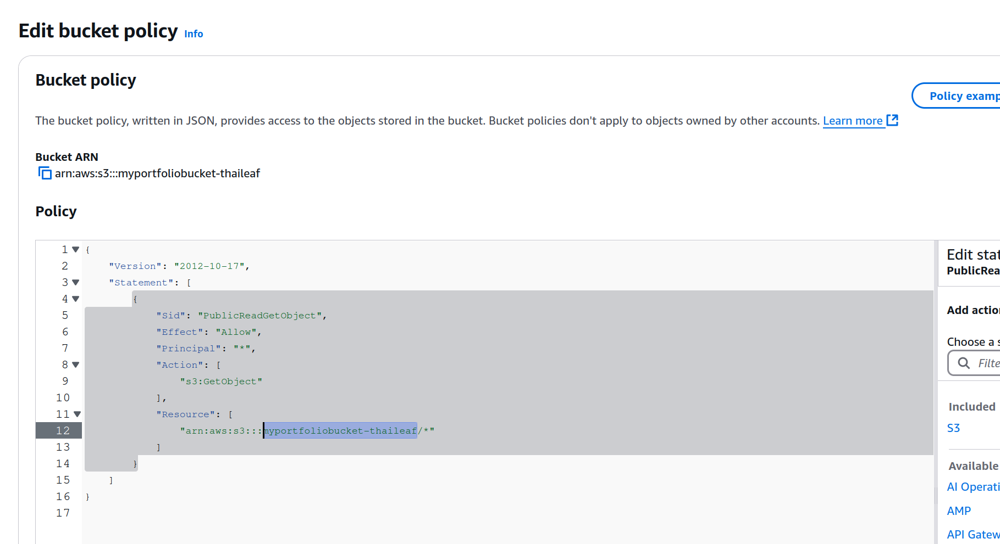 Edit bucket policy Info
Bucket policy
Policy examp
The bucket policy, written in JSON, provides access to the objects stored in the bucket. Bucket policies don't apply to objects owned by other accounts. Learn more
Bucket ARN
arn:aws:s3:::myportfoliobucket-thaileaf
Policy
1 {
2 "Version": "2012-10-17",
3 "Statement": [
4 {
5 "Sid": "PublicReadGetObject",
6 "Effect": "Allow",
7 "Principal": "*",
8 "Action": [
9 "s3:GetObject"
10 ],
11 "Resource": [
12 "arn:aws:s3:::myportfoliobucket-thaileaf/*"
13 ]
14 }
15 ]
16 }
17
Edit stat
PublicRea
Add action
Choose a s
Filte
Included
S3
Available
AI Operati
AMP
API Gatew